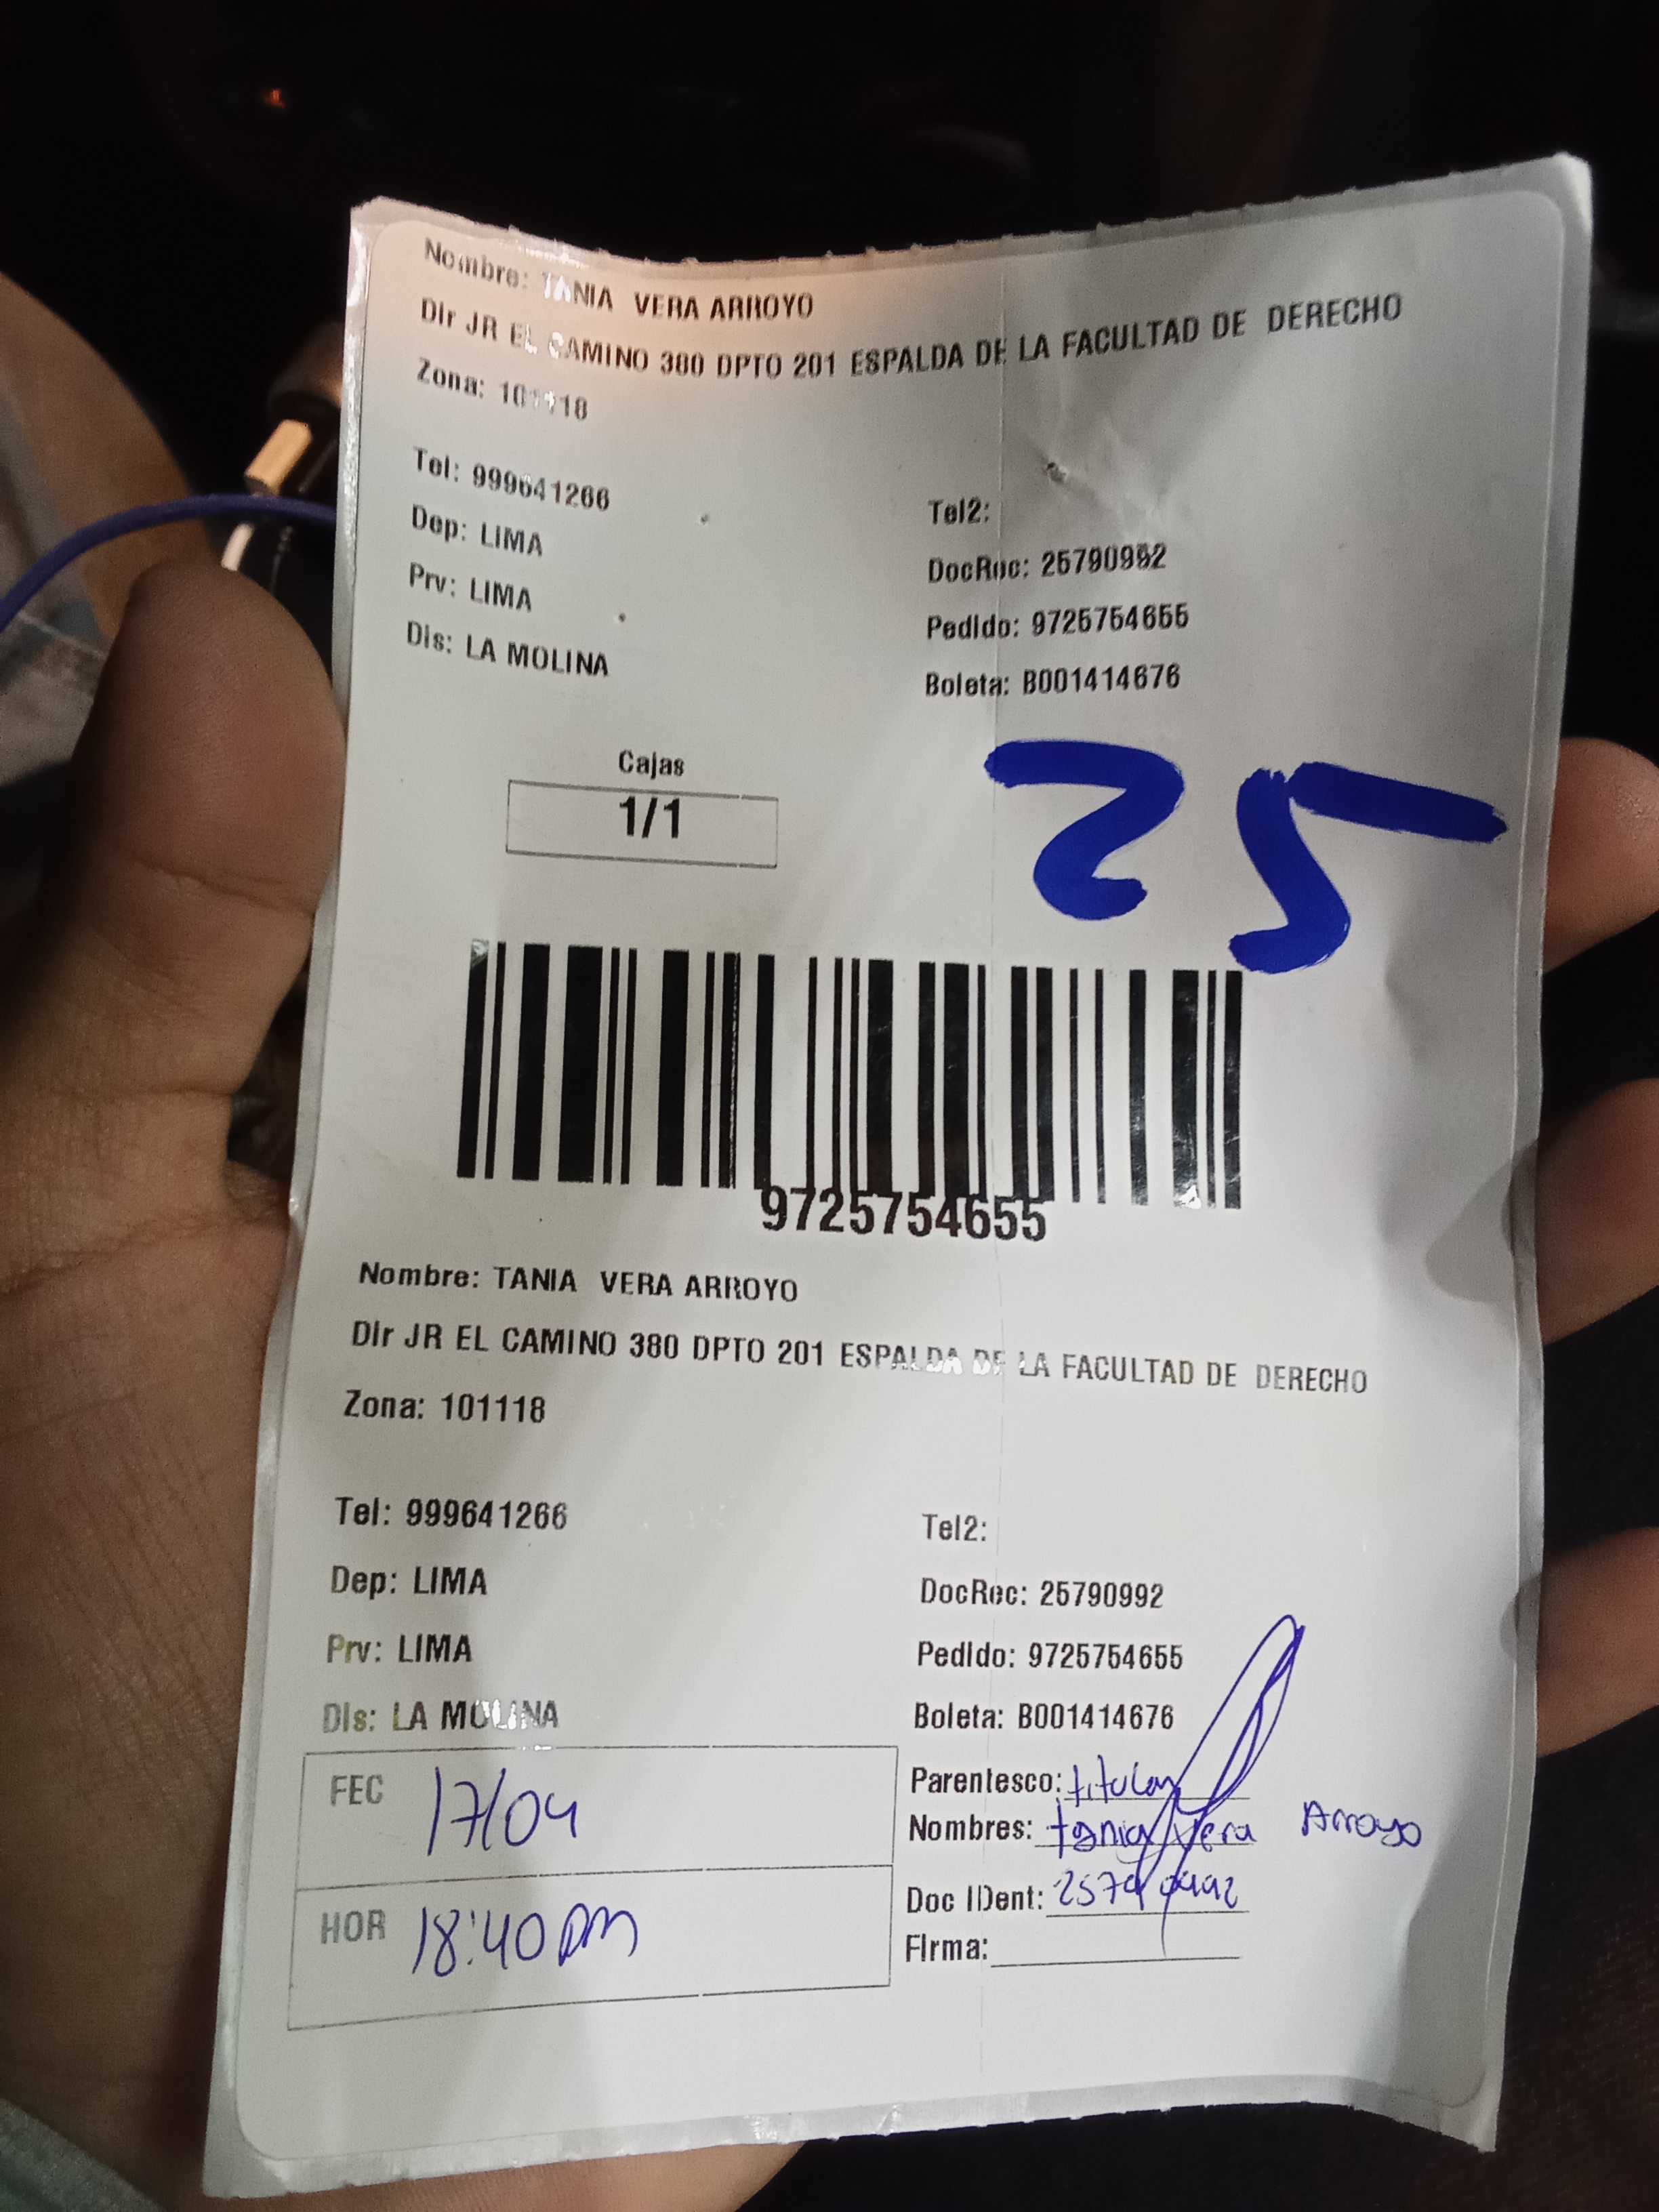 Nombre: TANIA VERA ARROYO
Dir JR EL CAMINO 380 DPTO 201 ESPALDA DE LA FACULTAD DE DERECHO
Zona: 101118
Tel: 999641266
Tel2:
Dep: LIMA
DocRec: 25790992
Prv: LIMA
Pedido: 9725754655
Dis: LA MOLINA
Boleta: B001414676
Cajas
1/1
25
9725754655
Nombre: TANIA VERA ARROYO
Dir JR EL CAMINO 380 DPTO 201 ESPALDA DE LA FACULTAD DE DERECHO
Zona: 101118
Tel: 999641266
Tel2:
Dep: LIMA
DocRec: 25790992
Prv: LIMA
Pedido: 9725754655
Dis: LA MOLINA
Boleta: B001414676
FEC 17/04
Parentesco: titular
Nombres: tania Vera Arroyo
HOR 18:40 pm
Doc IDent: 25790992
Firma: